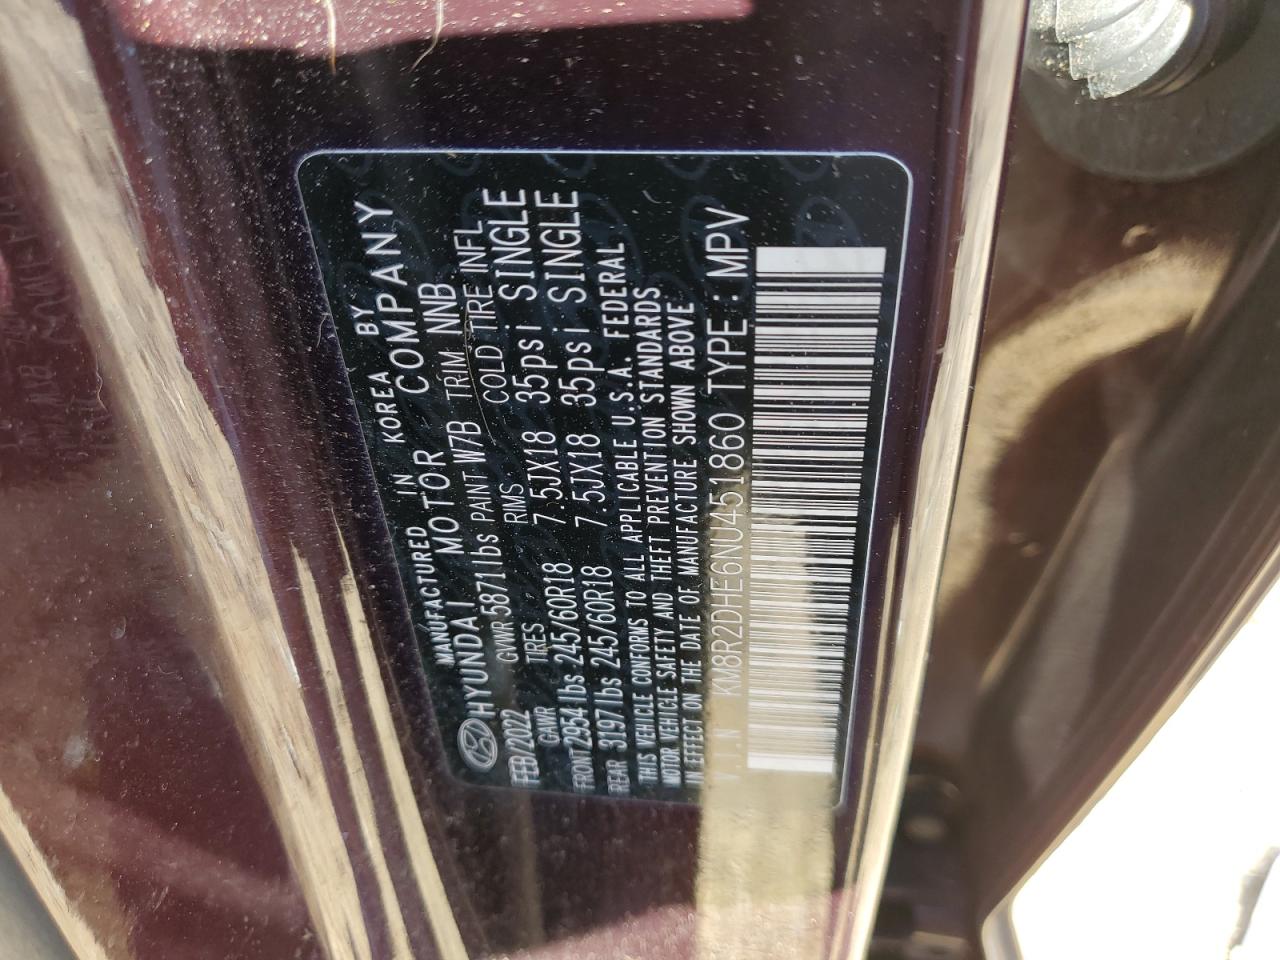 MANUFACTURED IN KOREA BY
HYUNDAI MOTOR COMPANY
FEB/2022 GVWR 5871lbs PAINT W7B TRIM NNB
GAWR TIRES RIMS COLD TIRE INFL
FRONT 2954lbs 245/60R18 7.5JX18 35psi SINGLE
REAR 3197lbs 245/60R18 7.5JX18 35psi SINGLE
THIS VEHICLE CONFORMS TO ALL APPLICABLE U.S.A. FEDERAL
MOTOR VEHICLE SAFETY AND THEFT PREVENTION STANDARDS
IN EFFECT ON THE DATE OF MANUFACTURE SHOWN ABOVE
V.I.N KM8R2DHE6NU451860 TYPE : MPV